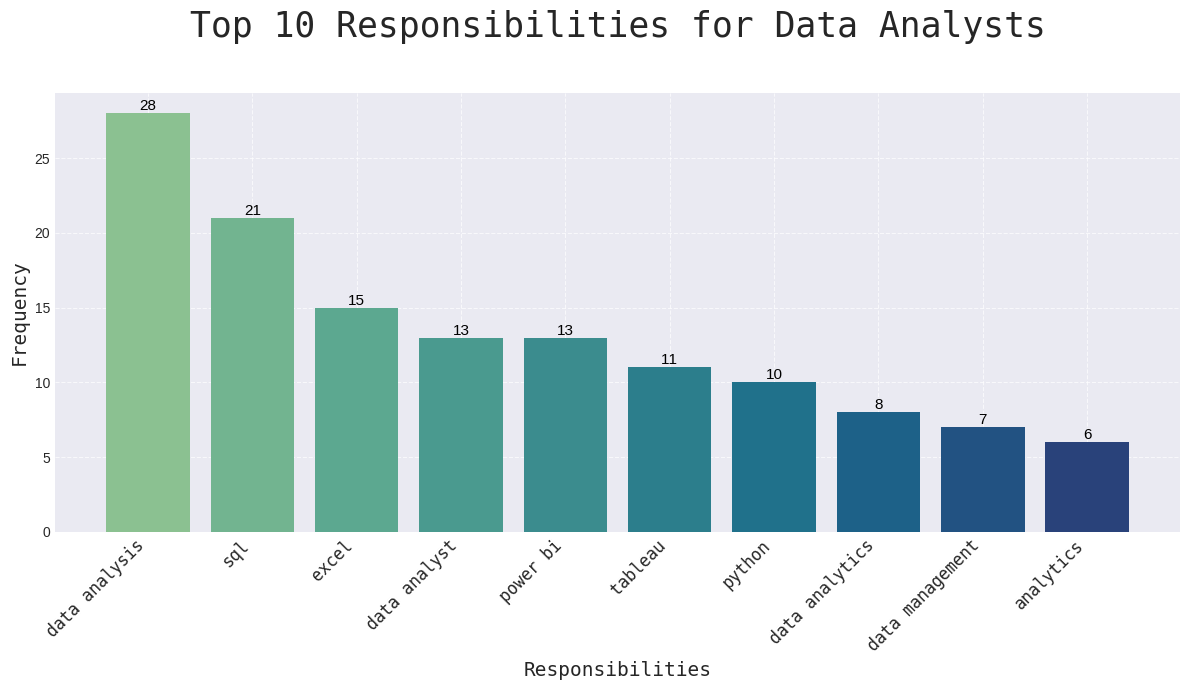 Top 10 Responsibilities for Data Analysts
28
21
15
13
13
11
10
8
7
6
25
20
15
10
5
0
Frequency
data analysis
sql
excel
data analyst
power bi
tableau
python
data analytics
data management
analytics
Responsibilities